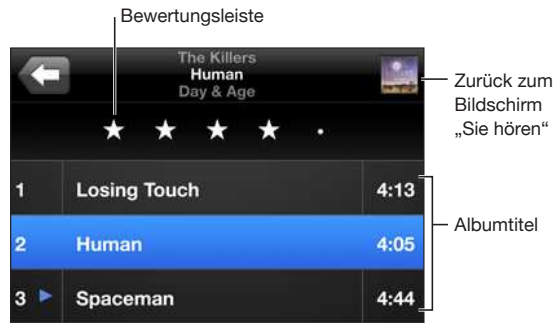 Bewertungsleiste
The Killers
Human
Day & Age
Zurück zum
Bildschirm
„Sie hören“
1 Losing Touch 4:13
Albumtitel
2 Human 4:05
3 Spaceman 4:44